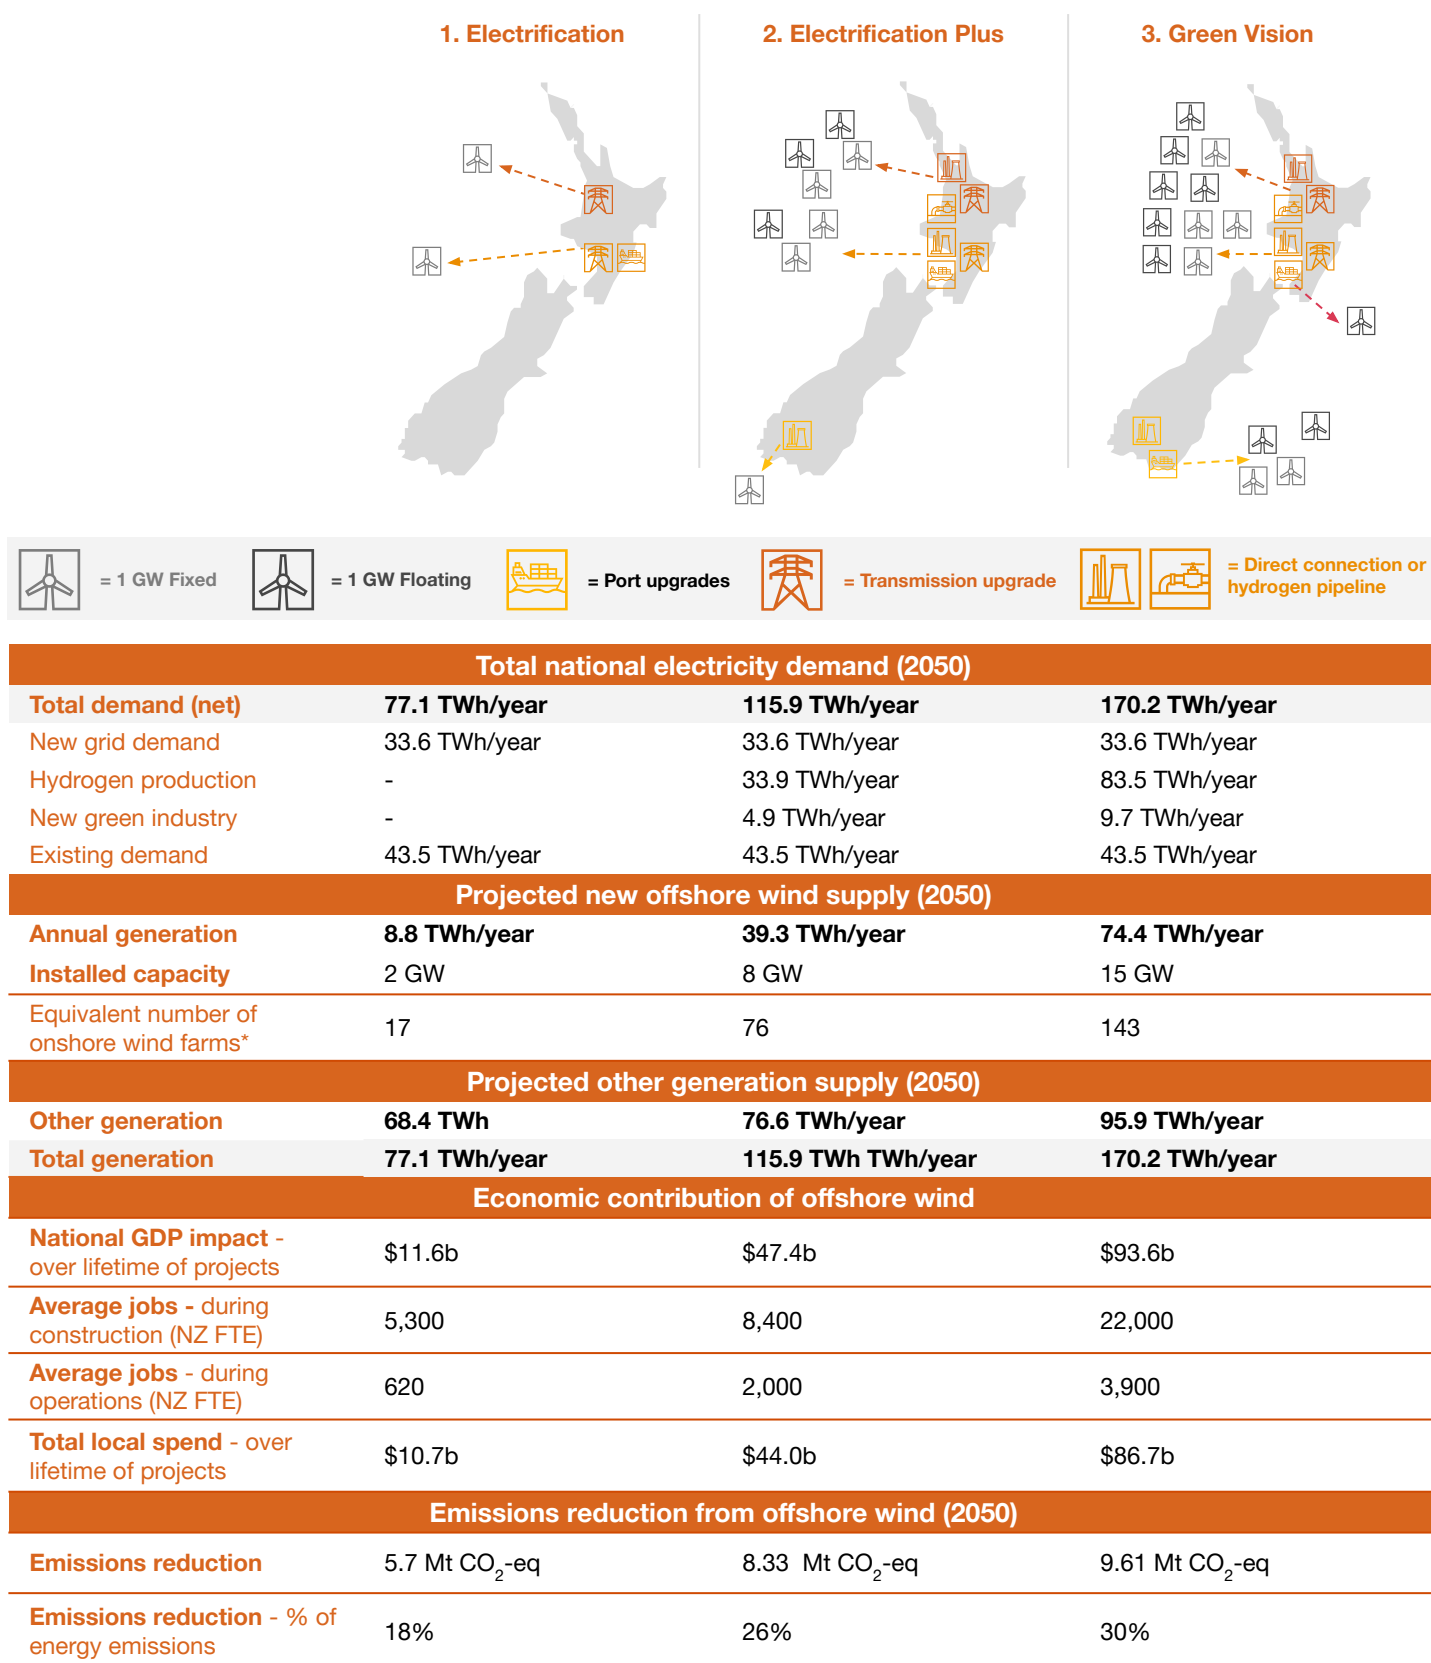 1. Electrification
2. Electrification Plus
3. Green Vision
= 1 GW Fixed
= 1 GW Floating
= Port upgrades
= Transmission upgrade
= Direct connection or
hydrogen pipeline
Total national electricity demand (2050)
Total demand (net) 77.1 TWh/year 115.9 TWh/year 170.2 TWh/year
New grid demand 33.6 TWh/year 33.6 TWh/year 33.6 TWh/year
Hydrogen production - 33.9 TWh/year 83.5 TWh/year
New green industry - 4.9 TWh/year 9.7 TWh/year
Existing demand 43.5 TWh/year 43.5 TWh/year 43.5 TWh/year
Projected new offshore wind supply (2050)
Annual generation 8.8 TWh/year 39.3 TWh/year 74.4 TWh/year
Installed capacity 2 GW 8 GW 15 GW
Equivalent number of
onshore wind farms* 17 76 143
Projected other generation supply (2050)
Other generation 68.4 TWh 76.6 TWh/year 95.9 TWh/year
Total generation 77.1 TWh/year 115.9 TWh TWh/year 170.2 TWh/year
Economic contribution of offshore wind
National GDP impact -
over lifetime of projects $11.6b $47.4b $93.6b
Average jobs - during
construction (NZ FTE) 5,300 8,400 22,000
Average jobs - during
operations (NZ FTE) 620 2,000 3,900
Total local spend - over
lifetime of projects $10.7b $44.0b $86.7b
Emissions reduction from offshore wind (2050)
Emissions reduction 5.7 Mt CO2-eq 8.33 Mt CO2-eq 9.61 Mt CO2-eq
Emissions reduction - % of
energy emissions 18% 26% 30%